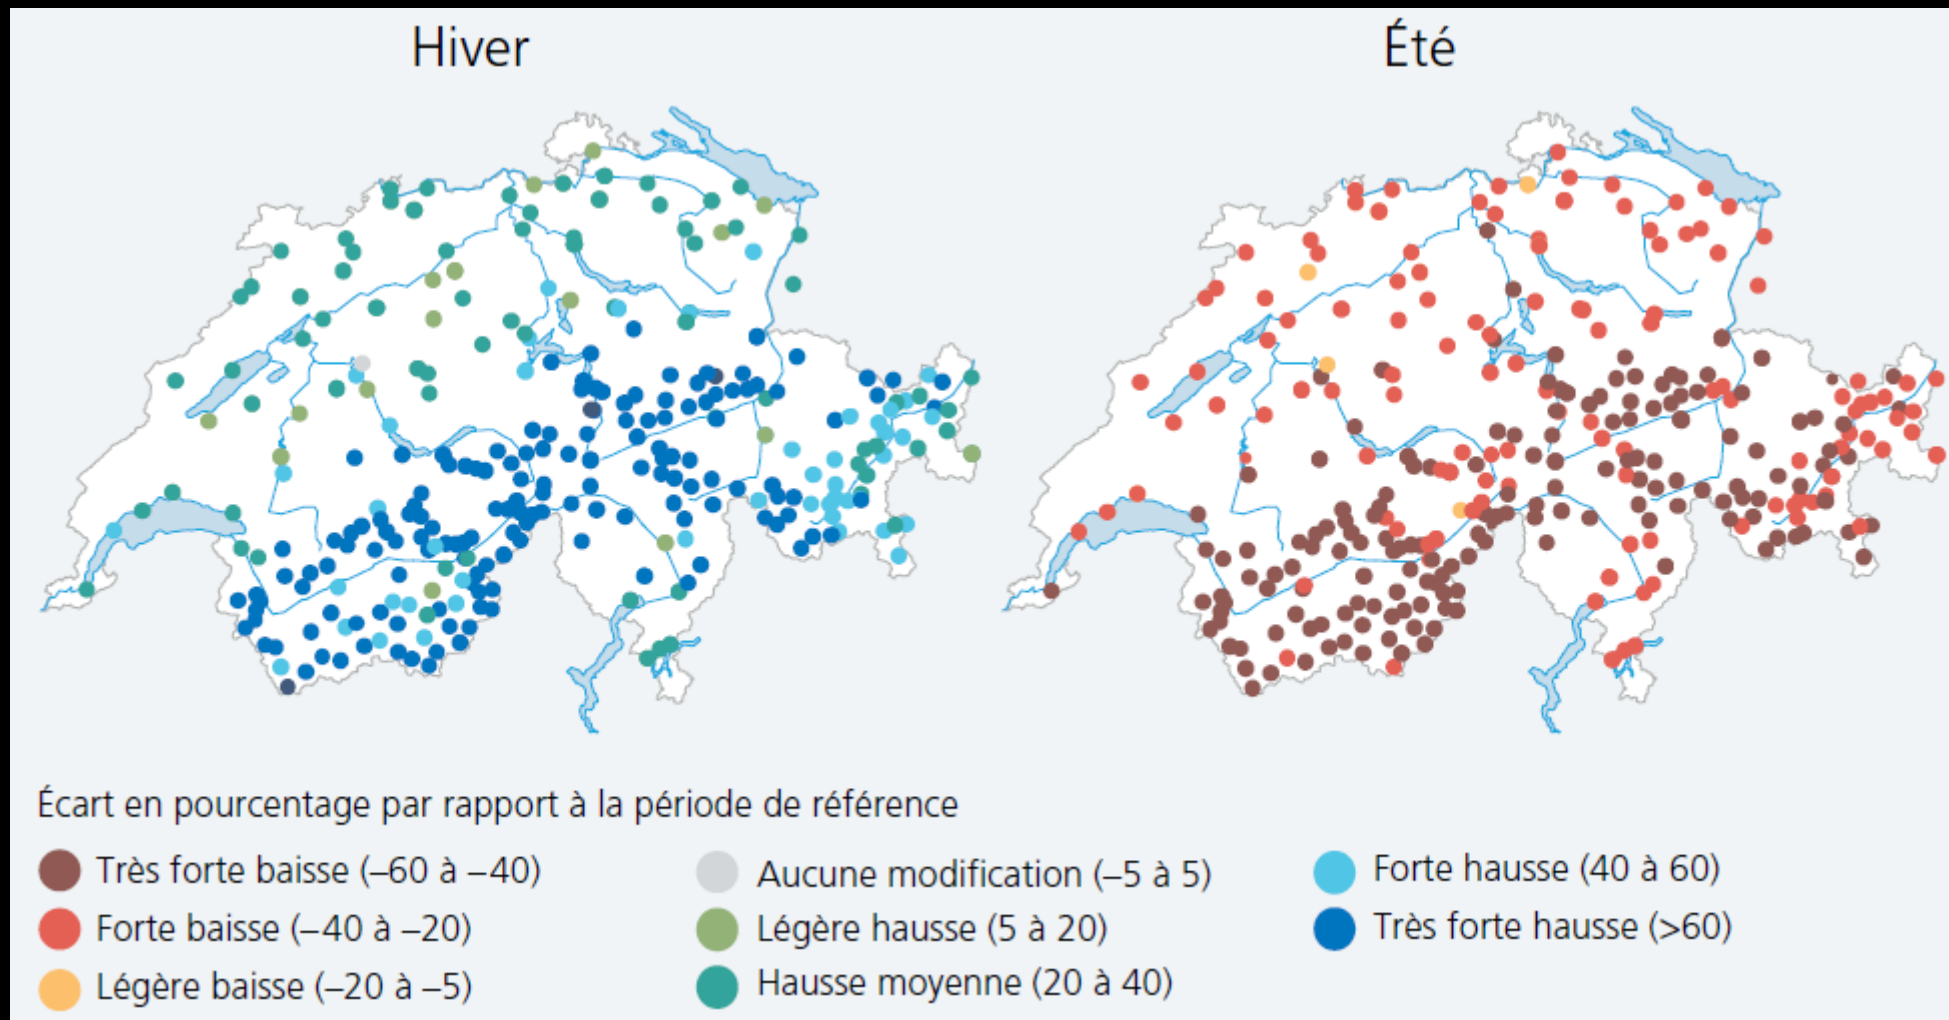 Hiver
Été
Écart en pourcentage par rapport à la période de référence
Très forte baisse (–60 à –40)
Forte baisse (–40 à –20)
Légère baisse (–20 à –5)
Aucune modification (–5 à 5)
Légère hausse (5 à 20)
Hausse moyenne (20 à 40)
Forte hausse (40 à 60)
Très forte hausse (>60)